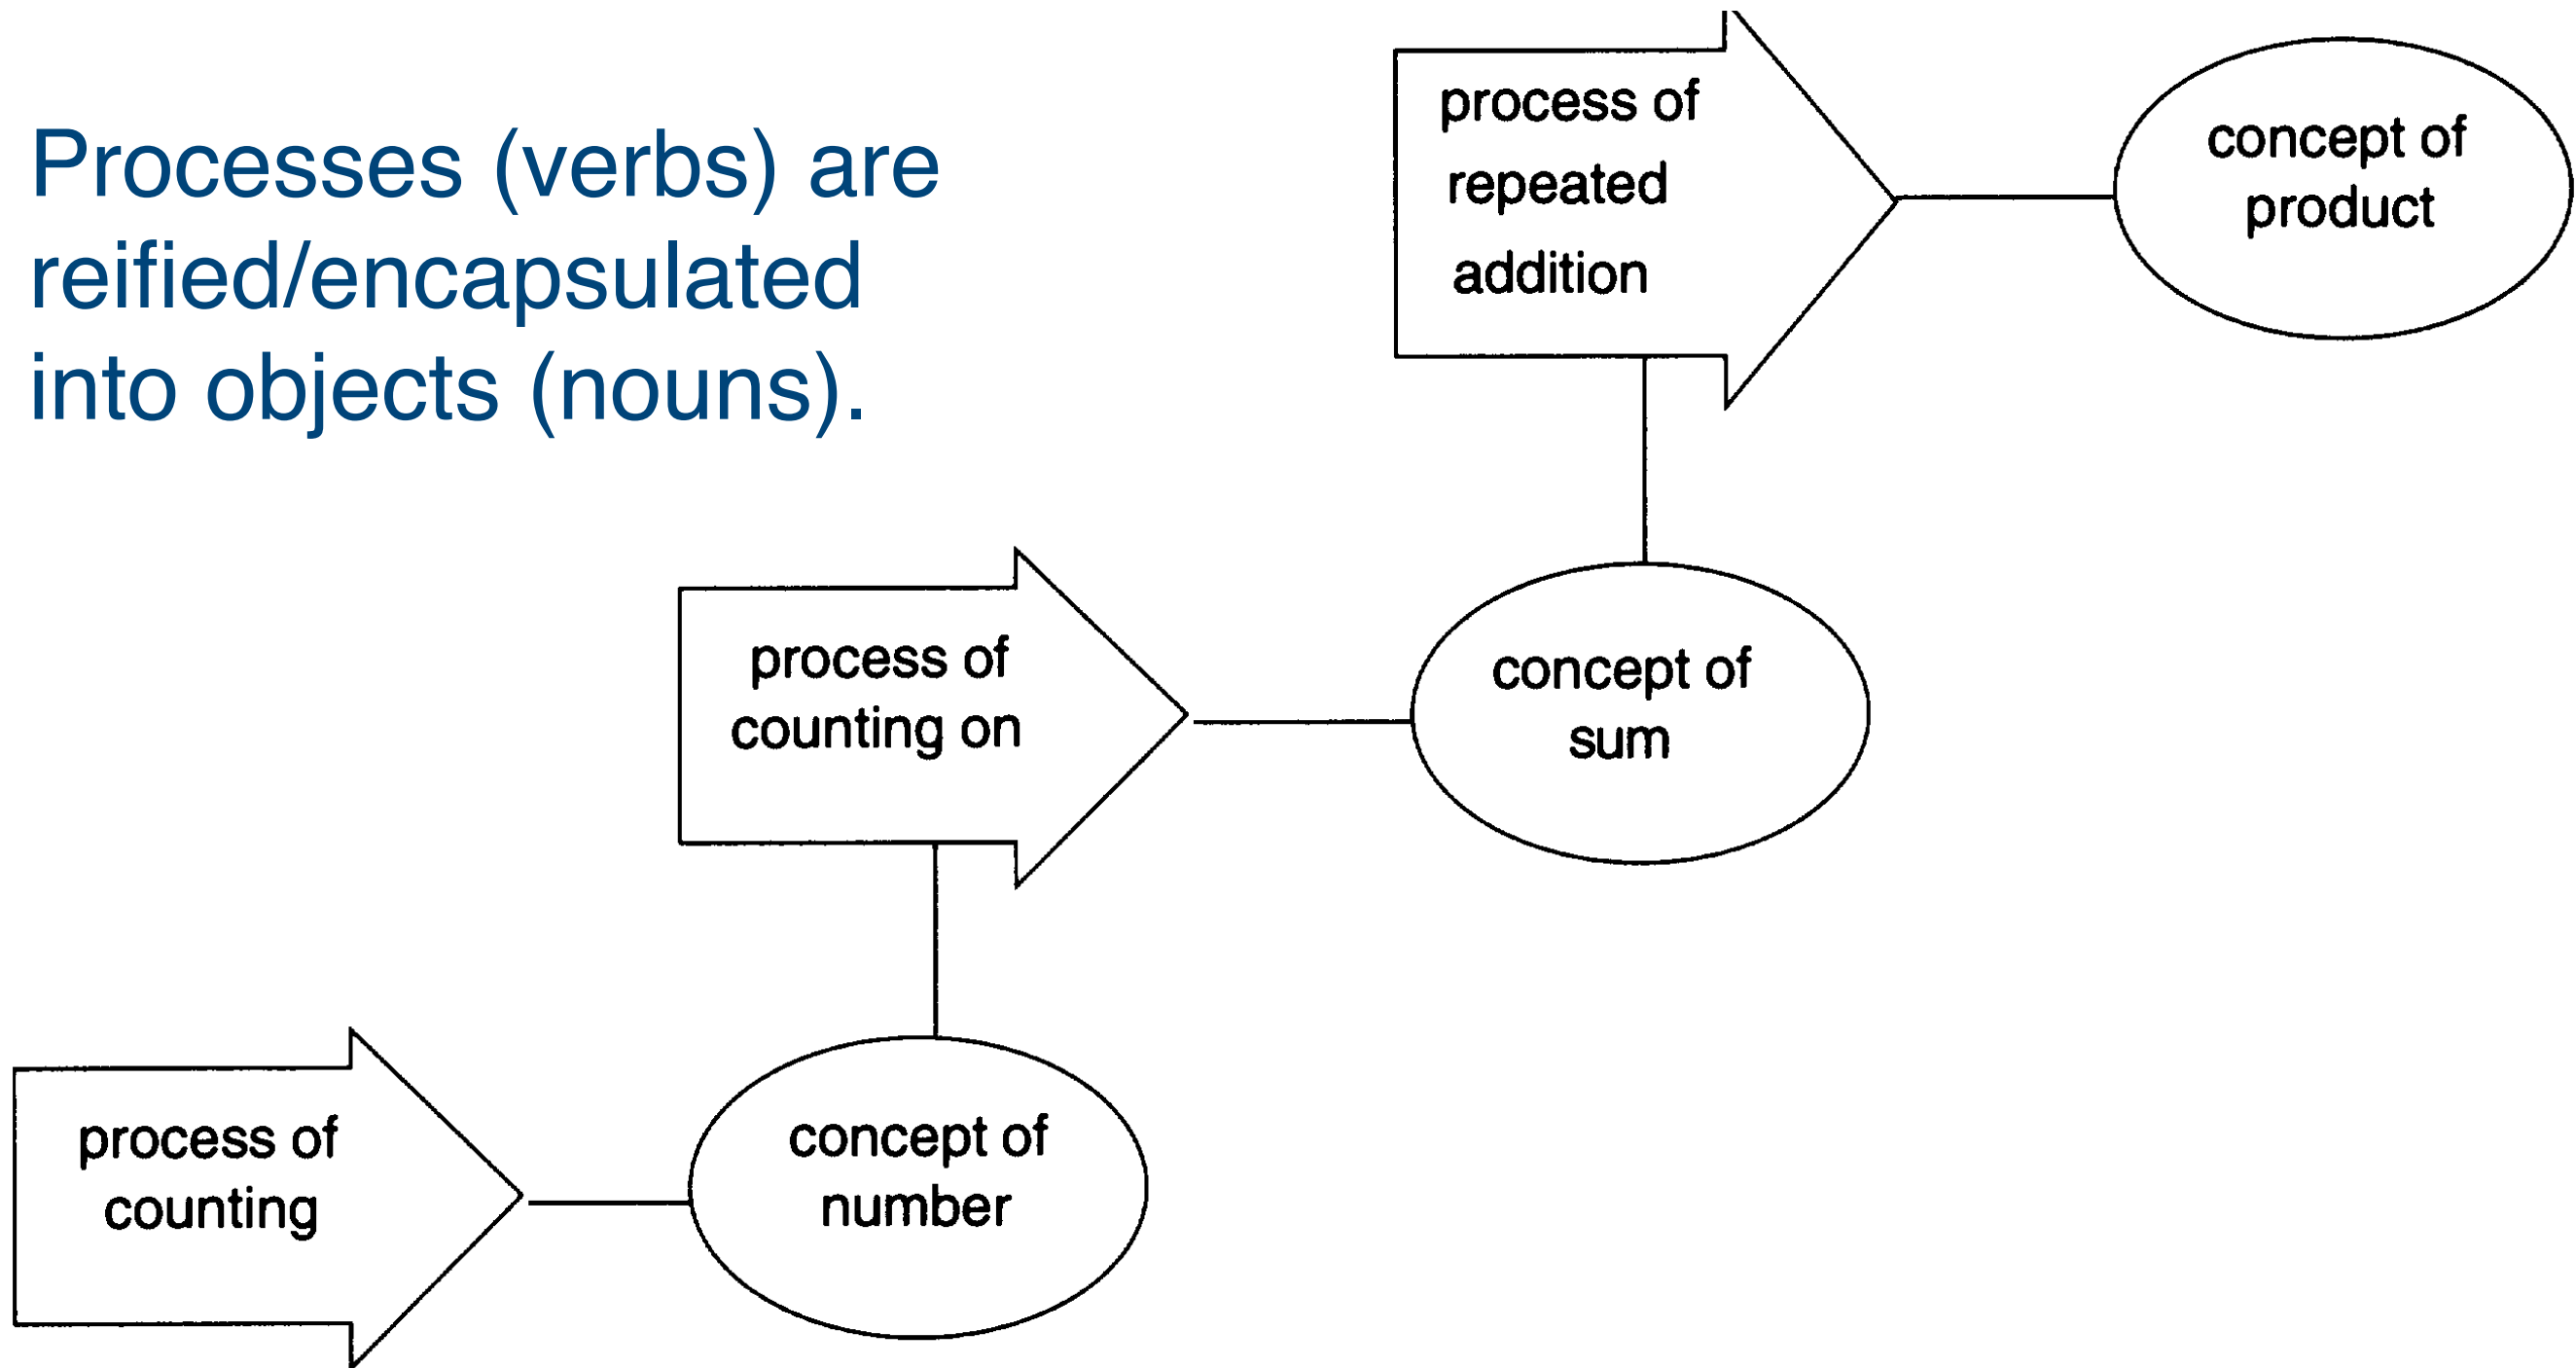 Processes (verbs) are
reified/encapsulated
into objects (nouns).
process of
repeated
addition
concept of
product
process of
counting on
concept of
sum
process of
counting
concept of
number